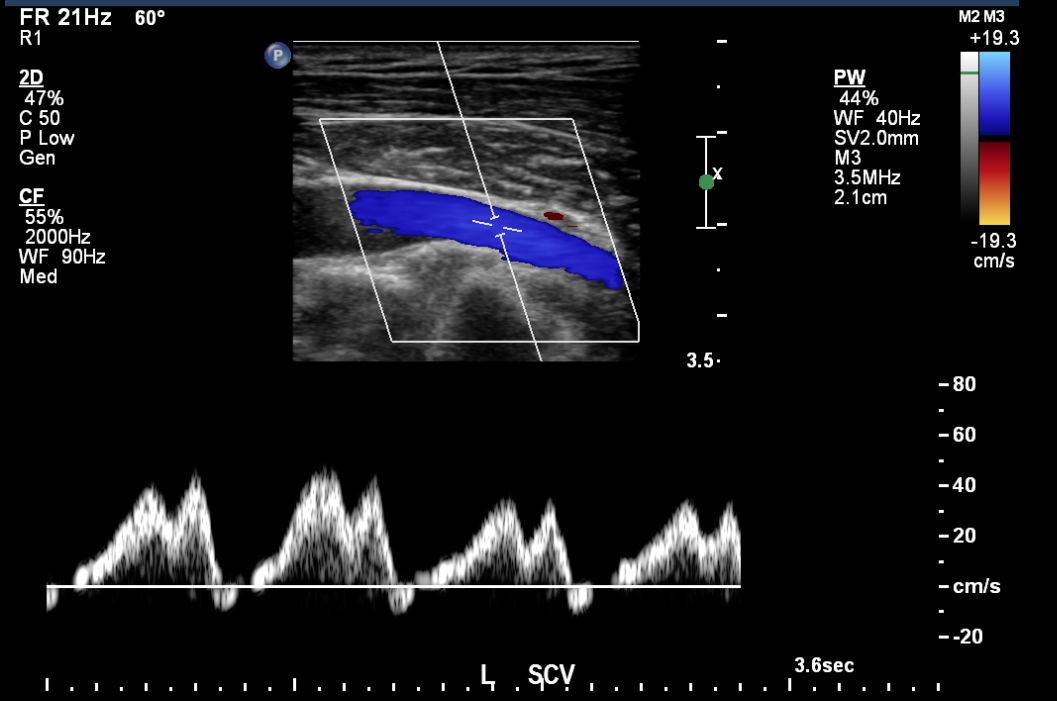 FR 21Hz 60°
R1
2D
47%
C 50
P Low
Gen
CF
55%
2000Hz
WF 90Hz
Med
P
x
3.5
PW
44%
WF 40Hz
SV2.0mm
M3
3.5MHz
2.1cm
M2 M3
+19.3
-19.3
cm/s
80
60
40
20
cm/s
-20
3.6sec
L SCV